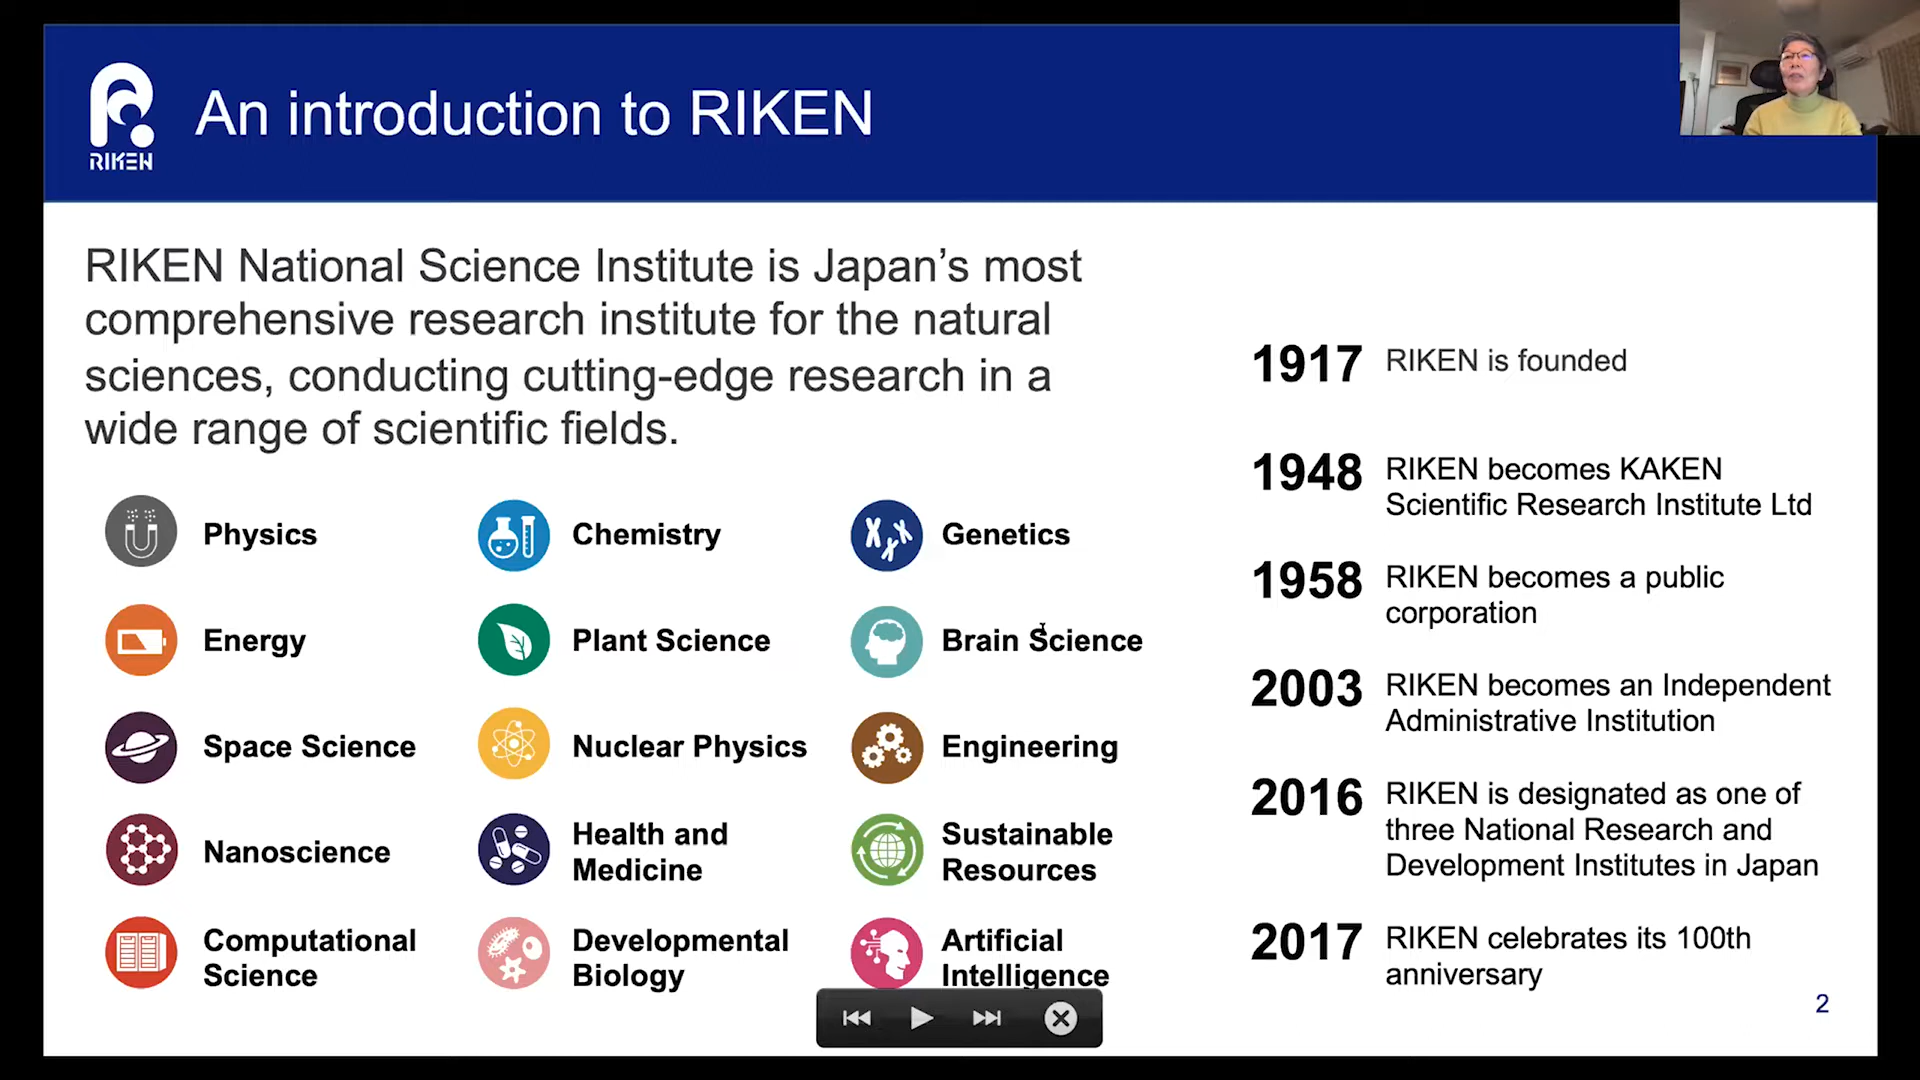 RIKEN
An introduction to RIKEN
RIKEN National Science Institute is Japan’s most
comprehensive research institute for the natural
sciences, conducting cutting-edge research in a
wide range of scientific fields.
Physics
Chemistry
Genetics
Energy
Plant Science
Brain Science
Space Science
Nuclear Physics
Engineering
Nanoscience
Health and
Medicine
Sustainable
Resources
Computational
Science
Developmental
Biology
Artificial
Intelligence
1917 RIKEN is founded
1948 RIKEN becomes KAKEN
Scientific Research Institute Ltd
1958 RIKEN becomes a public
corporation
2003 RIKEN becomes an Independent
Administrative Institution
2016 RIKEN is designated as one of
three National Research and
Development Institutes in Japan
2017 RIKEN celebrates its 100th
anniversary
2